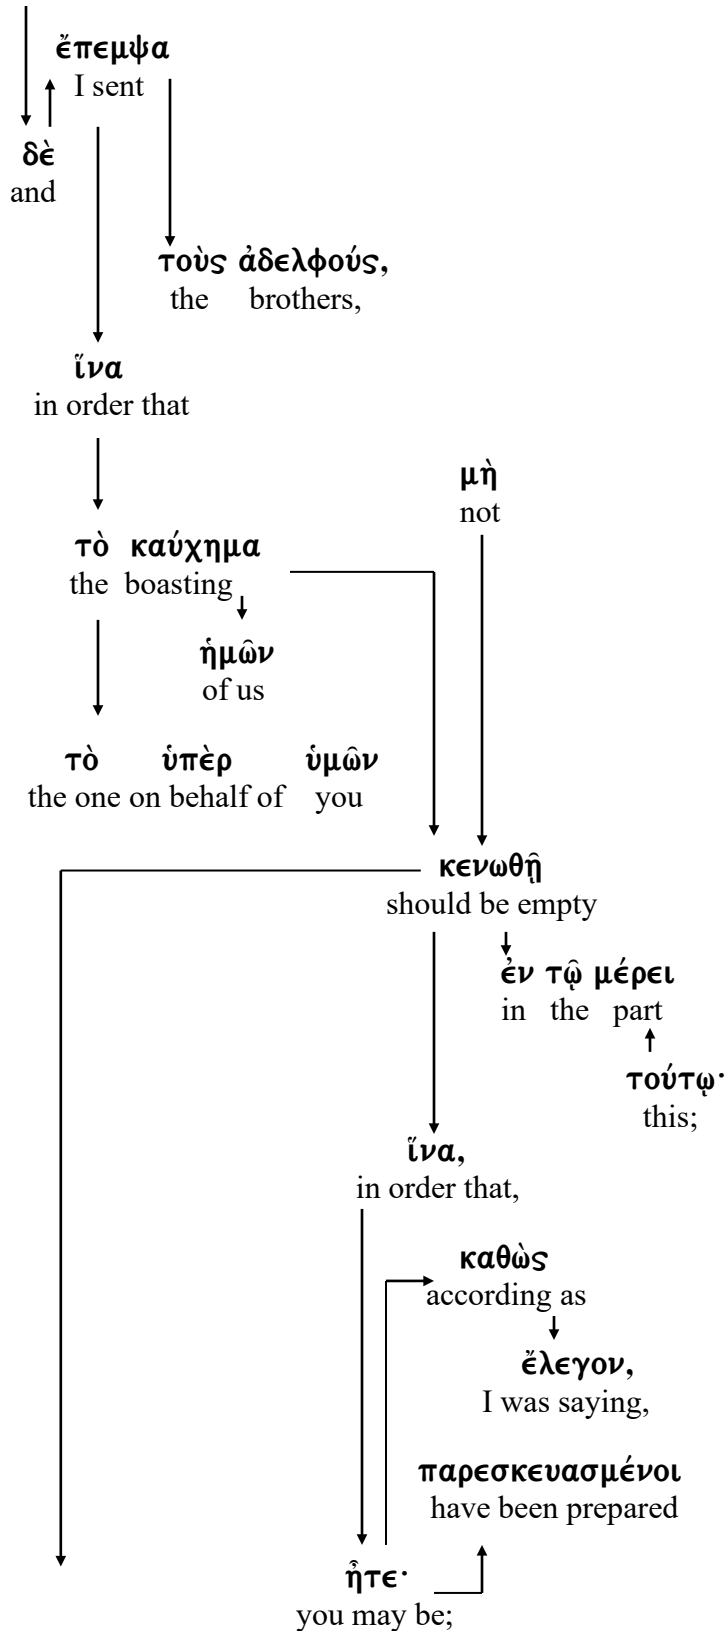 ἔπεμψα
I sent
δὲ
and
τοὺς ἀδελφούς,
the brothers,
ἵνα
in order that
μὴ
not
τὸ καύχημα
the boasting
ἡμῶν
of us
τὸ ὑπὲρ ὑμῶν
the one on behalf of you
κενωθῇ
should be empty
ἐν τῷ μέρει
in the part
τούτῳ·
this;
ἵνα,
in order that,
καθὼς
according as
ἔλεγον,
I was saying,
παρεσκευασμένοι
have been prepared
ἦτε·
you may be;